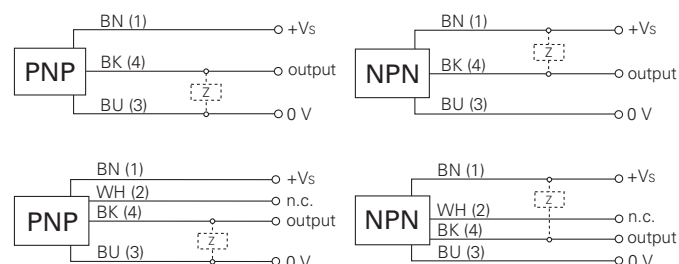 BN (1)
+Vs
PNP
BK (4)
output
Z
BU (3)
0 V
BN (1)
+Vs
Z
NPN
BK (4)
output
BU (3)
0 V
BN (1)
+Vs
WH (2)
n.c.
PNP
BK (4)
output
Z
BU (3)
0 V
BN (1)
+Vs
Z
NPN
WH (2)
n.c.
BK (4)
output
BU (3)
0 V